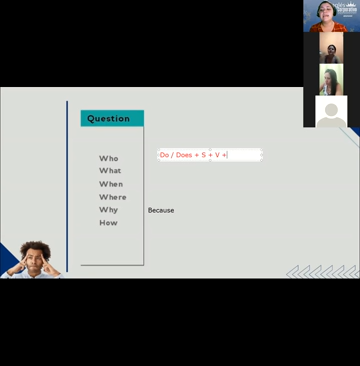 Question
Do / Does + S + V +
Who
What
When
Where
Why
Because
How